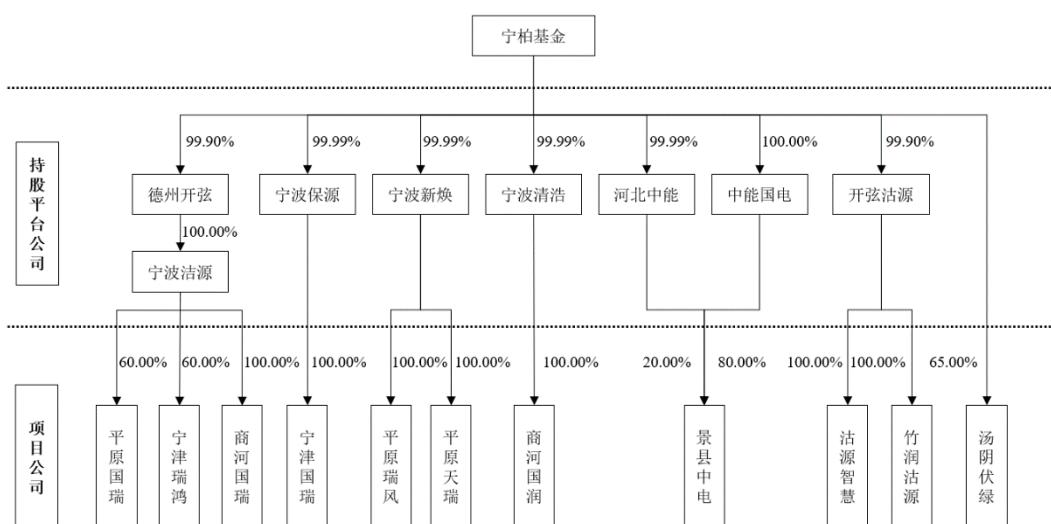 宁柏基金
99.90%
99.99%
99.99%
99.99%
99.99%
100.00%
99.90%
持股平台公司
德州开弦
宁波保源
宁波新焕
宁波清浩
河北中能
中能国电
开弦沽源
100.00%
宁波洁源
60.00%
60.00%
100.00%
100.00%
100.00%
100.00%
100.00%
20.00%
80.00%
100.00%
100.00%
65.00%
项目公司
平原国瑞
宁津瑞鸿
商河国瑞
宁津国瑞
平原瑞风
平原天瑞
商河国润
景县中电
沽源智慧
竹润沽源
汤阴伏绿